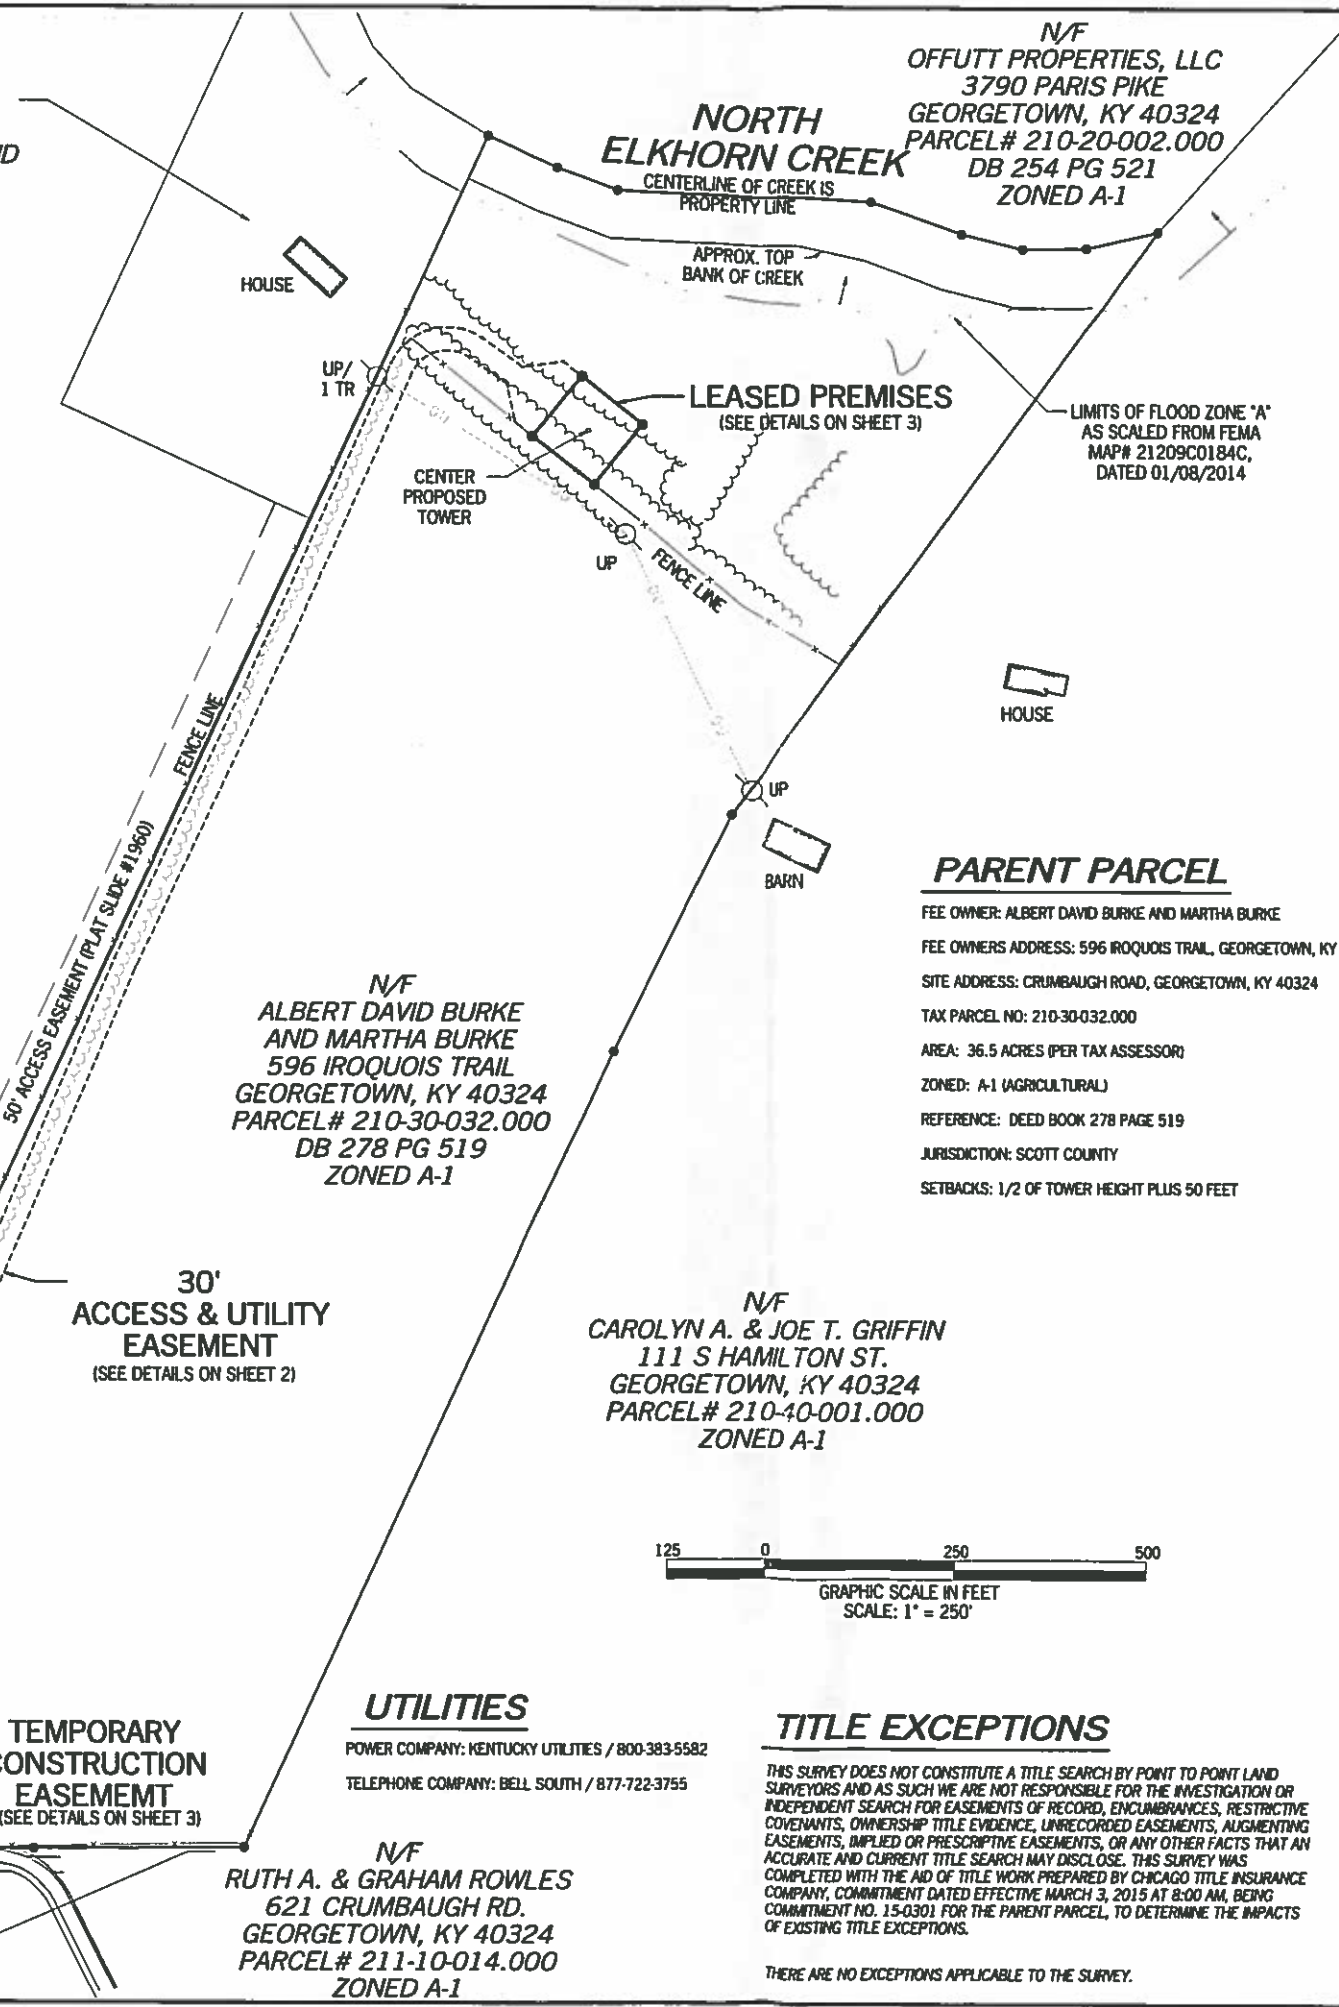 N/F
OFFUTT PROPERTIES, LLC
3790 PARIS PIKE
GEORGETOWN, KY 40324
PARCEL# 210-20-002.000
DB 254 PG 521
ZONED A-1
NORTH
ELKHORN CREEK
CENTERLINE OF CREEK IS
PROPERTY LINE
APPROX. TOP
BANK OF CREEK
HOUSE
UP/
1 TR
LEASED PREMISES
(SEE DETAILS ON SHEET 3)
LIMITS OF FLOOD ZONE "A"
AS SCALED FROM FEMA
MAP# 21209C0184C,
DATED 01/08/2014
CENTER
PROPOSED
TOWER
UP
FENCE LINE
HOUSE
FENCE LINE
UP
BARN
50' ACCESS EASEMENT (PLAT SLIDE #1960)
PARENT PARCEL
FEE OWNER: ALBERT DAVID BURKE AND MARTHA BURKE
FEE OWNERS ADDRESS: 596 IROQUOIS TRAIL, GEORGETOWN, KY
SITE ADDRESS: CRUMBAUGH ROAD, GEORGETOWN, KY 40324
TAX PARCEL NO: 210-30-032.000
AREA: 36.5 ACRES (PER TAX ASSESSOR)
ZONED: A-1 (AGRICULTURAL)
REFERENCE: DEED BOOK 278 PAGE 519
JURISDICTION: SCOTT COUNTY
SETBACKS: 1/2 OF TOWER HEIGHT PLUS 50 FEET
N/F
ALBERT DAVID BURKE
AND MARTHA BURKE
596 IROQUOIS TRAIL
GEORGETOWN, KY 40324
PARCEL# 210-30-032.000
DB 278 PG 519
ZONED A-1
30'
ACCESS & UTILITY
EASEMENT
(SEE DETAILS ON SHEET 2)
N/F
CAROLYN A. & JOE T. GRIFFIN
111 S HAMILTON ST.
GEORGETOWN, KY 40324
PARCEL# 210-40-001.000
ZONED A-1
125 0 250 500
GRAPHIC SCALE IN FEET
SCALE: 1" = 250'
TEMPORARY
CONSTRUCTION
EASEMEMT
(SEE DETAILS ON SHEET 3)
UTILITIES
POWER COMPANY: KENTUCKY UTILITIES / 800-383-5582
TELEPHONE COMPANY: BELL SOUTH / 877-722-3755
N/F
RUTH A. & GRAHAM ROWLES
621 CRUMBAUGH RD.
GEORGETOWN, KY 40324
PARCEL# 211-10-014.000
ZONED A-1
TITLE EXCEPTIONS
THIS SURVEY DOES NOT CONSTITUTE A TITLE SEARCH BY POINT TO POINT LAND
SURVEYORS AND AS SUCH WE ARE NOT RESPONSIBLE FOR THE INVESTIGATION OR
INDEPENDENT SEARCH FOR EASEMENTS OF RECORD, ENCUMBRANCES, RESTRICTIVE
COVENANTS, OWNERSHIP TITLE EVIDENCE, UNRECORDED EASEMENTS, AUGMENTING
EASEMENTS, IMPLIED OR PRESCRIPTIVE EASEMENTS, OR ANY OTHER FACTS THAT AN
ACCURATE AND CURRENT TITLE SEARCH MAY DISCLOSE. THIS SURVEY WAS
COMPLETED WITH THE AID OF TITLE WORK PREPARED BY CHICAGO TITLE INSURANCE
COMPANY, COMMITMENT DATED EFFECTIVE MARCH 3, 2015 AT 8:00 AM, BEING
COMMITMENT NO. 15-0301 FOR THE PARENT PARCEL, TO DETERMINE THE IMPACTS
OF EXISTING TITLE EXCEPTIONS.
THERE ARE NO EXCEPTIONS APPLICABLE TO THE SURVEY.